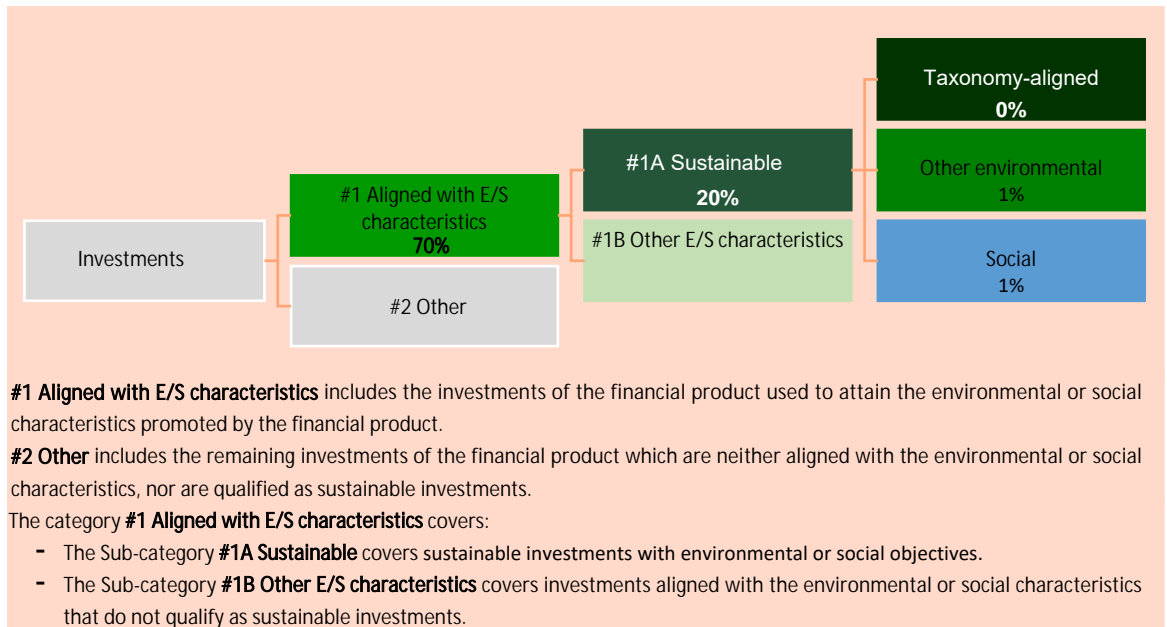 Taxonomy-aligned
0%
#1A Sustainable
20%
#1 Aligned with E/S
characteristics
70%
Other environmental
1%
Investments
#1B Other E/S characteristics
Social
1%
#2 Other
#1 Aligned with E/S characteristics includes the investments of the financial product used to attain the environmental or social
characteristics promoted by the financial product.
#2 Other includes the remaining investments of the financial product which are neither aligned with the environmental or social
characteristics, nor are qualified as sustainable investments.
The category #1 Aligned with E/S characteristics covers:
- The Sub-category #1A Sustainable covers sustainable investments with environmental or social objectives.
- The Sub-category #1B Other E/S characteristics covers investments aligned with the environmental or social characteristics
that do not qualify as sustainable investments.